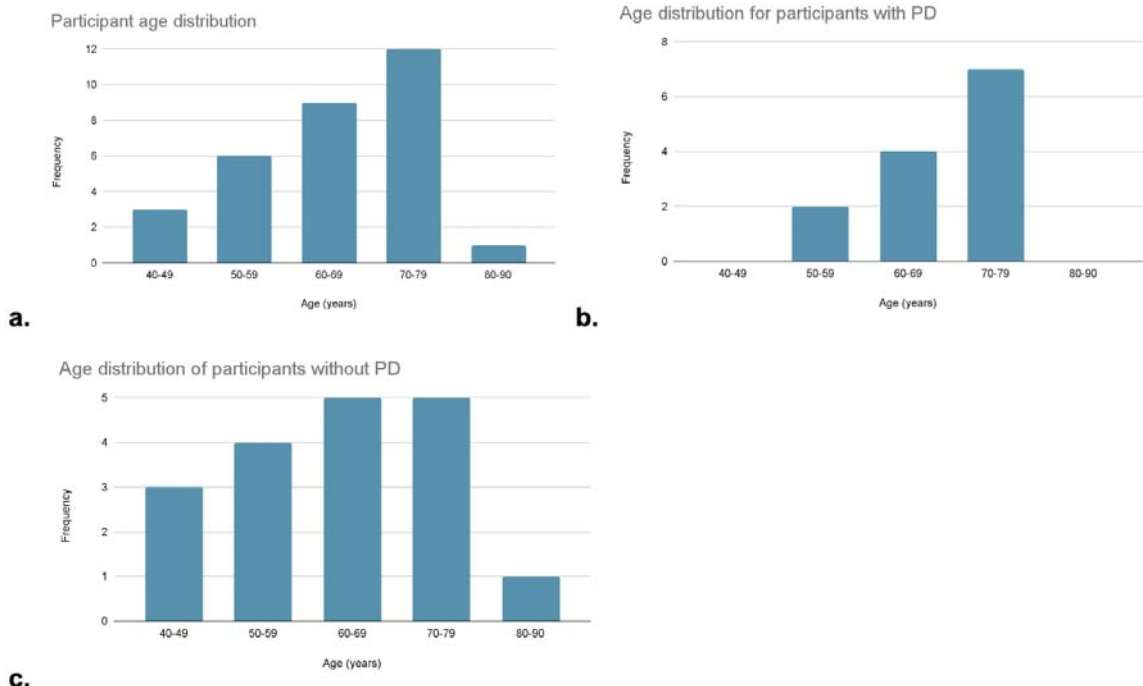 Participant age distribution
12
10
8
6
4
2
0
Frequency
40-49 50-59 60-69 70-79 80-90
Age (years)
a.
Age distribution for participants with PD
8
6
4
2
0
Frequency
40-49 50-59 60-69 70-79 80-90
Age (years)
b.
Age distribution of participants without PD
5
4
3
2
1
0
Frequency
40-49 50-59 60-69 70-79 80-90
Age (years)
c.